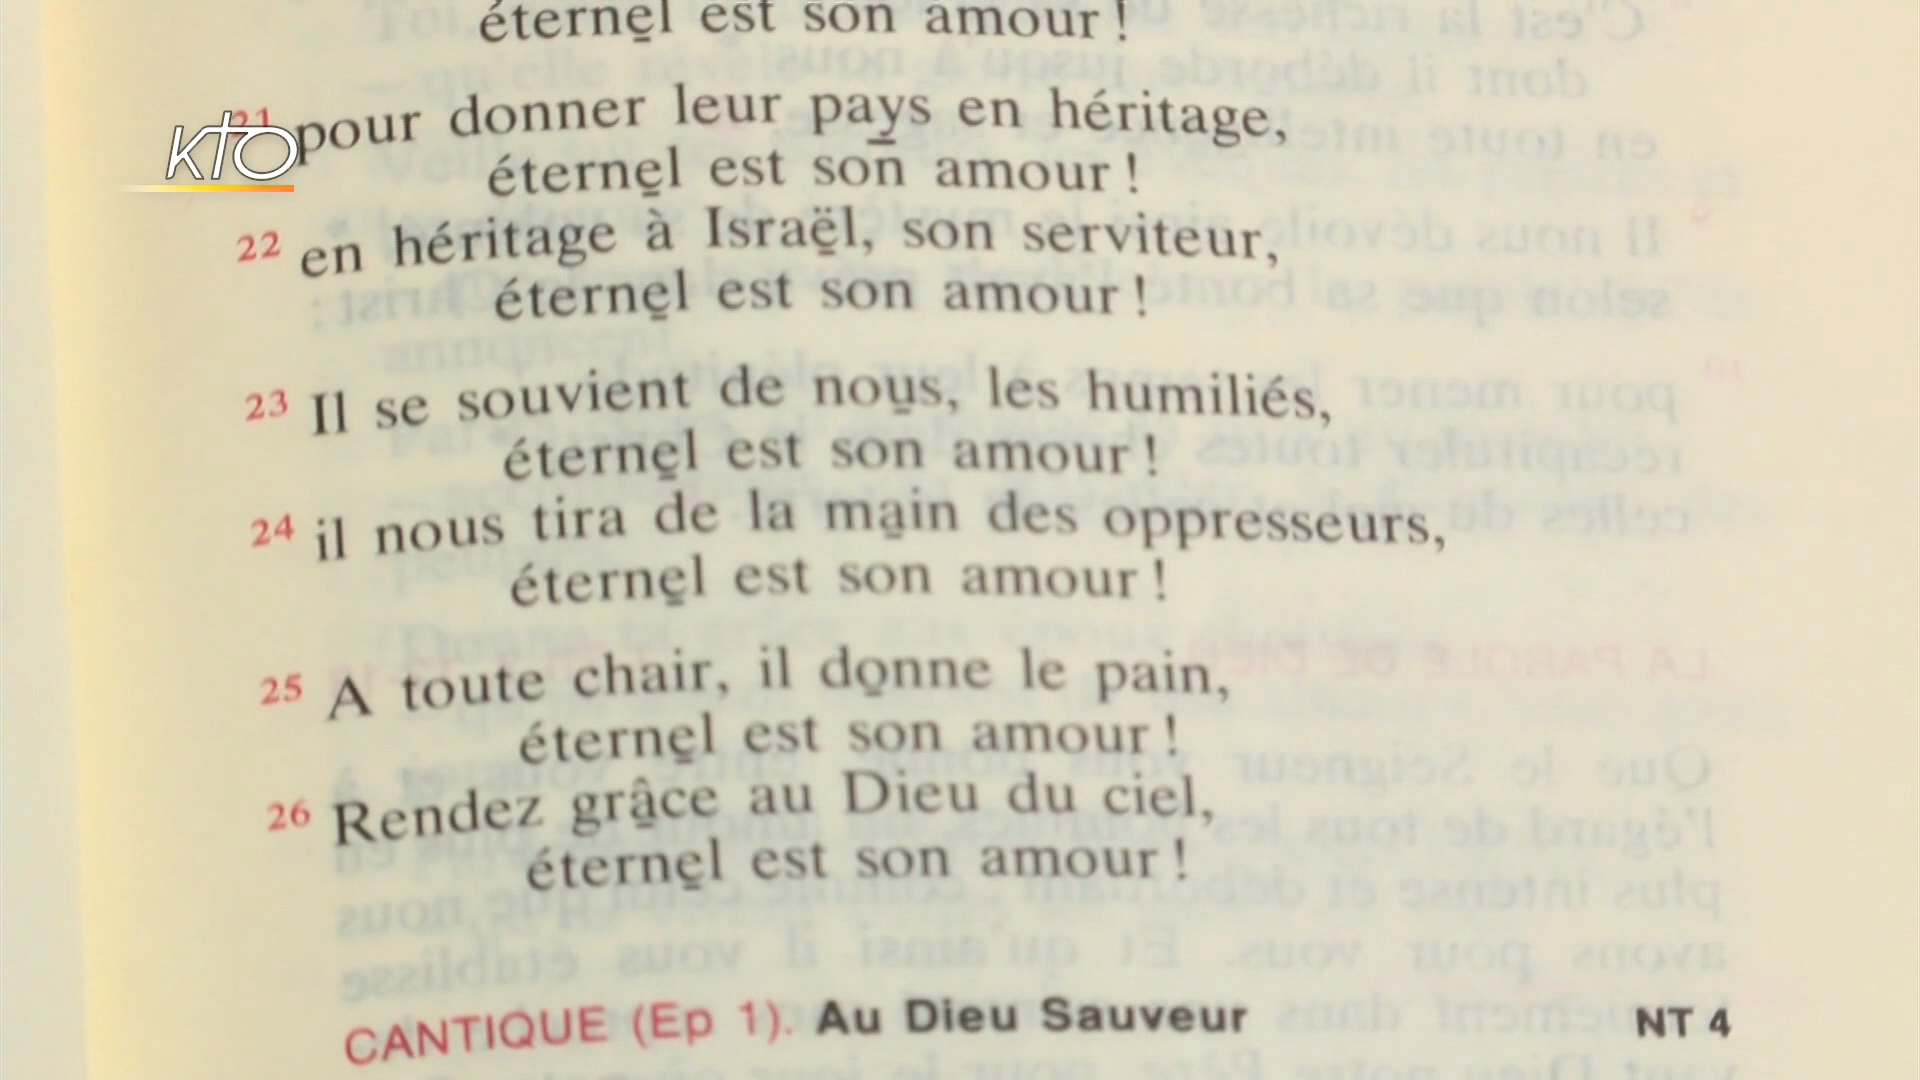 étern̲el est son amour !
21 pour donner leur pays en héritage,
éternel est son amour !
22 en héritage à Israël, son serviteur,
éternel est son amour !
23 Il se souvient de nous, les humiliés,
éternel est son amour !
24 il nous tira de la main des oppresseurs,
éternel est son amour !
25 A toute chair, il donne le pain,
éternel est son amour !
26 Rendez grâce au Dieu du ciel,
éternel est son amour !
CANTIQUE (Ep 1). Au Dieu Sauveur NT 4
KTO